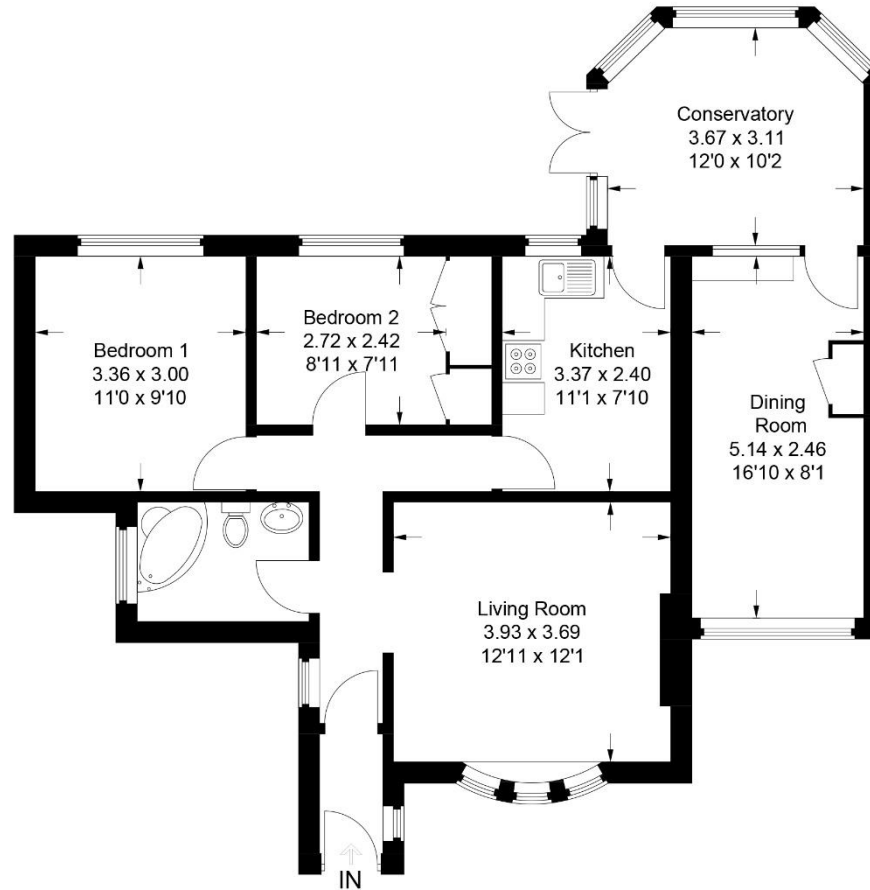 Conservatory
3.67 x 3.11
12'0 x 10'2
Bedroom 1
3.36 x 3.00
11'0 x 9'10
Bedroom 2
2.72 x 2.42
8'11 x 7'11
Kitchen
3.37 x 2.40
11'1 x 7'10
Dining
Room
5.14 x 2.46
16'10 x 8'1
Living Room
3.93 x 3.69
12'11 x 12'1
IN